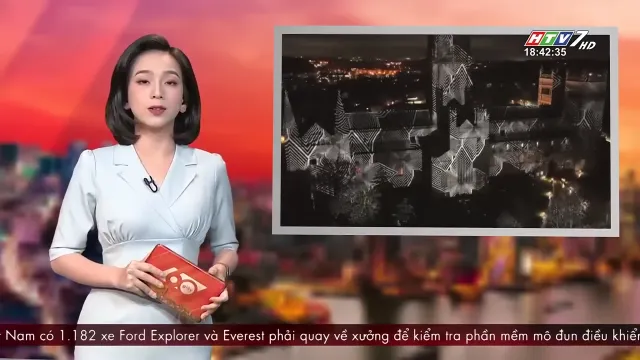 HTV7 HD
18:42:35
Nam có 1.182 xe Ford Explorer và Everest phải quay về xưởng để kiểm tra phần mềm mô đun điều khiể